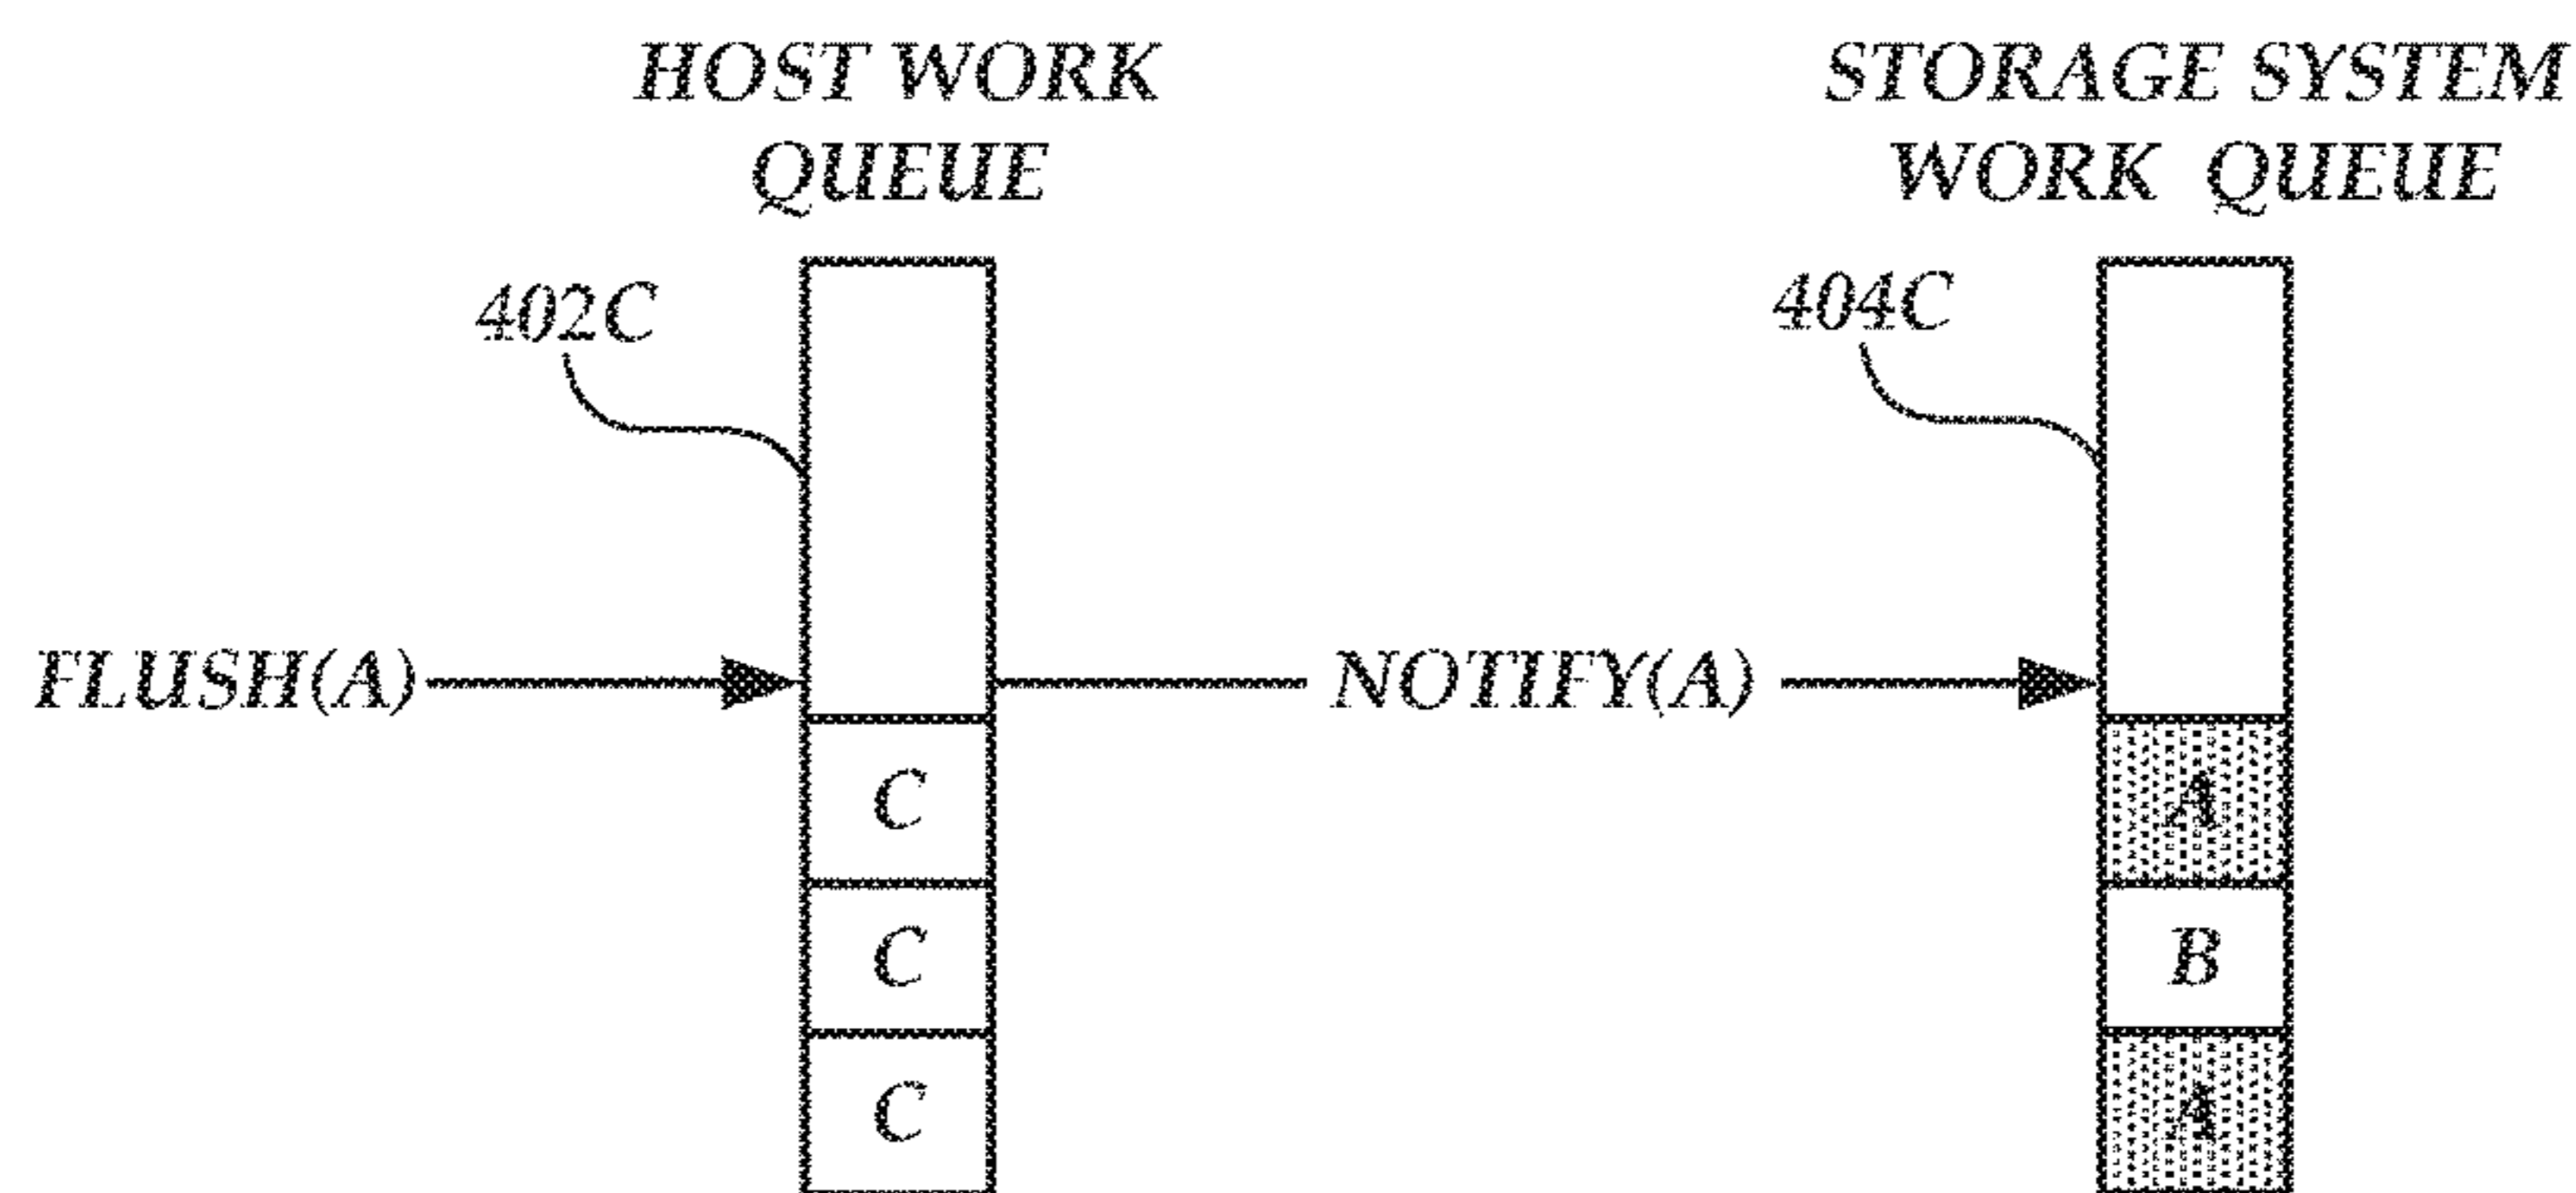 HOST WORK
QUEUE
STORAGE SYSTEM
WORK QUEUE
402C
404C
FLUSH(A)
NOTIFY(A)
C
A
C
B
C
A